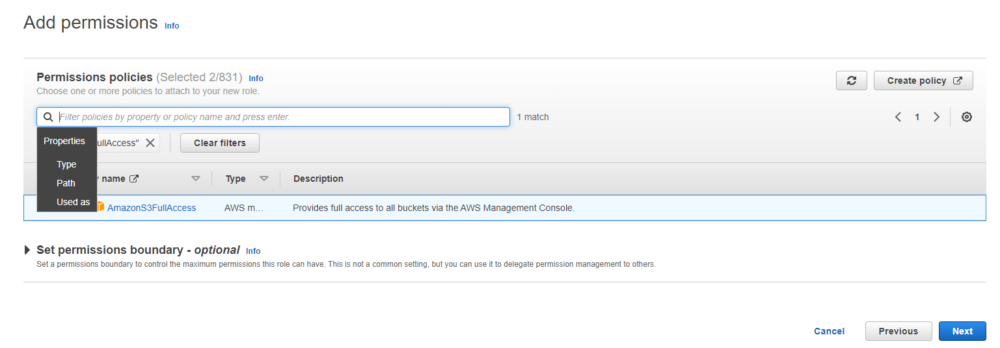 Add permissions Info
Permissions policies (Selected 2/831) Info
Choose one or more policies to attach to your new role.
Create policy
Filter policies by property or policy name and press enter.
1 match
1
Properties
ullAccess"
Clear filters
Type
Path
Used as
name
Type
Description
AmazonS3FullAccess
AWS m...
Provides full access to all buckets via the AWS Management Console.
Set permissions boundary - optional Info
Set a permissions boundary to control the maximum permissions this role can have. This is not a common setting, but you can use it to delegate permission management to others.
Cancel
Previous
Next